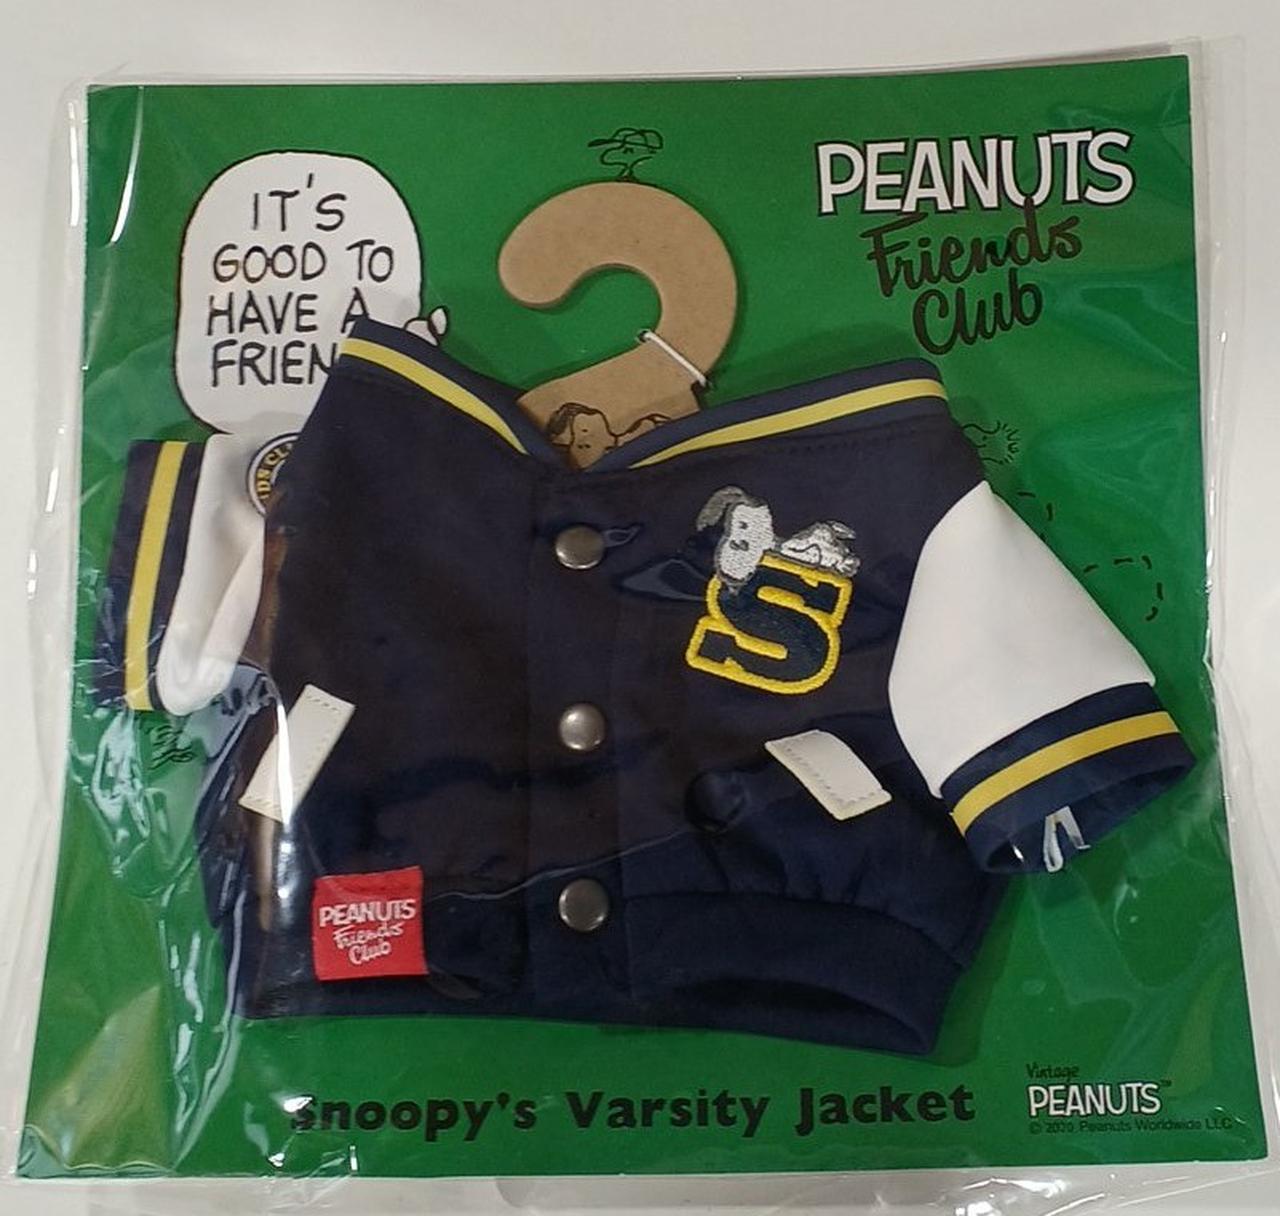 IT'S
GOOD TO
HAVE A
FRIEN
PEANUTS
Friends
Club
S
PEANUTS
Friends
Club
Snoopy's Varsity Jacket
Vintage
PEANUTS™
© 2020 Peanuts Worldwide LLC